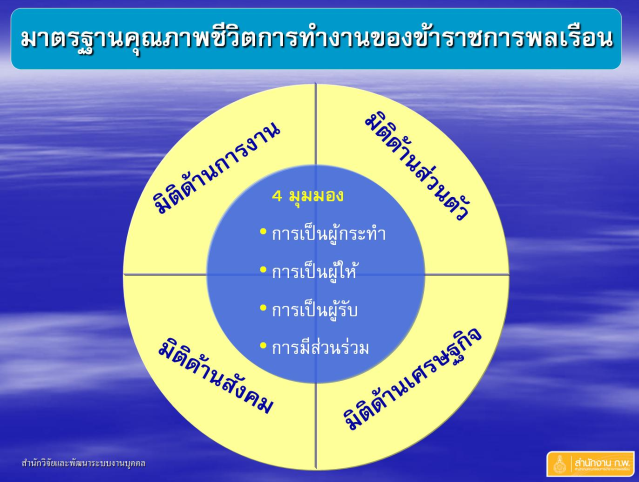 มาตรฐานคุณภาพชีวิตการทำงานของข้าราชการพลเรือน
มิติด้านการงาน
มิติด้านส่วนตัว
4 มุมมอง
• การเป็นผู้กระทำ
• การเป็นผู้ให้
• การเป็นผู้รับ
• การมีส่วนร่วม
มิติด้านสังคม
มิติด้านเศรษฐกิจ
สำนักวิจัยและพัฒนาระบบงานบุคคล
สำนักงาน ก.พ.